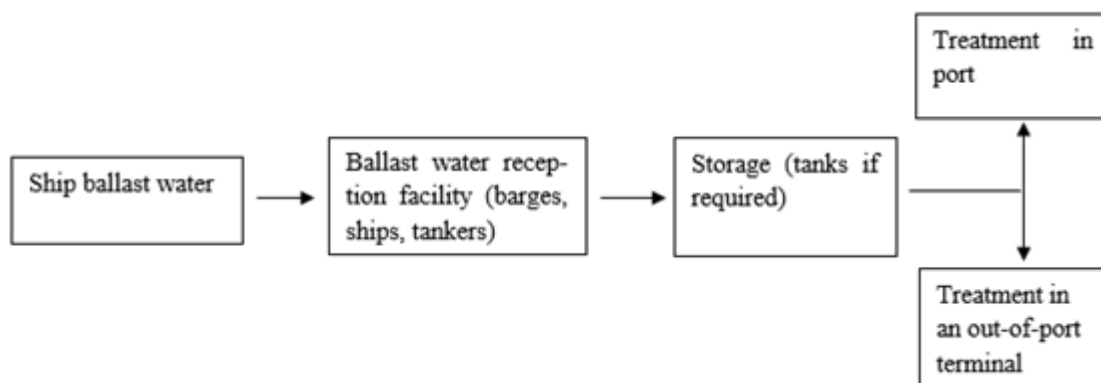 Ship ballast water
Ballast water recep-
tion facility (barges,
ships, tankers)
Storage (tanks if
required)
Treatment in
port
Treatment in
an out-of-port
terminal